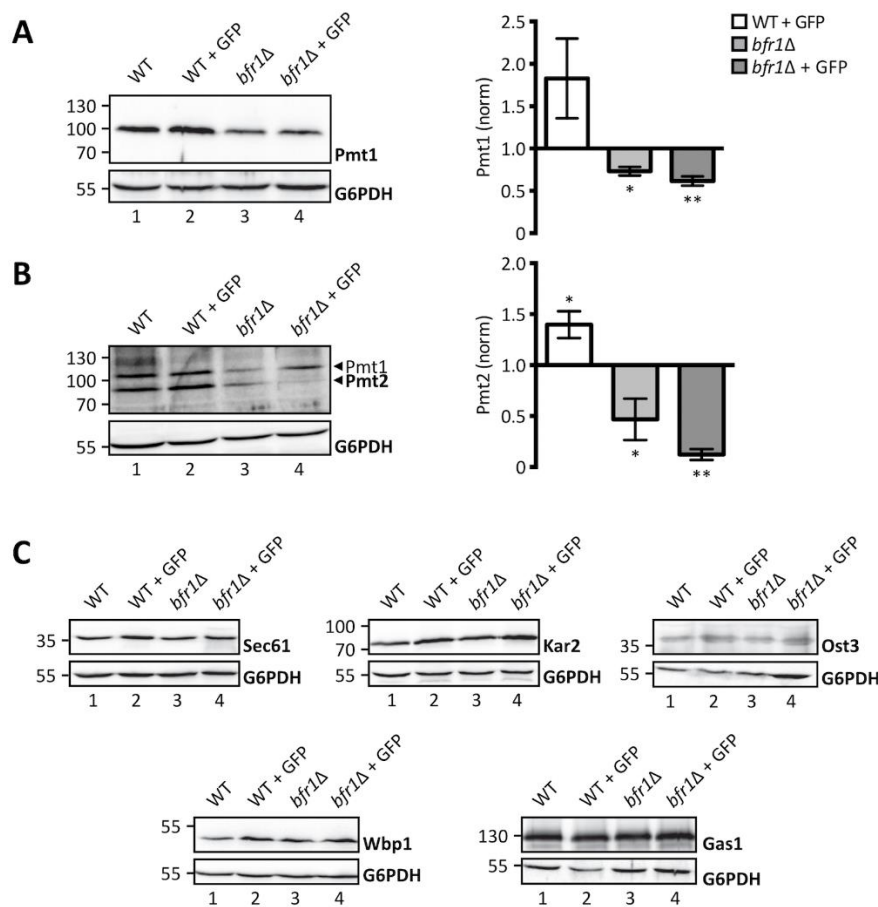 A
WT
WT + GFP
bfr1Δ
bfr1Δ + GFP
130
100
70
Pmt1
55
G6PDH
1 2 3 4
WT + GFP
bfr1Δ
bfr1Δ + GFP
Pmt1 (norm)
2.5
2.0
1.5
1.0
0.5
0
*
**
B
WT
WT + GFP
bfr1Δ
bfr1Δ + GFP
130
100
70
◄Pmt1
◄Pmt2
55
G6PDH
1 2 3 4
Pmt2 (norm)
2.0
1.5
1.0
0.5
0
*
*
**
C
WT
WT + GFP
bfr1Δ
bfr1Δ + GFP
35
Sec61
55
G6PDH
1 2 3 4
WT
WT + GFP
bfr1Δ
bfr1Δ + GFP
100
70
Kar2
55
G6PDH
1 2 3 4
WT
WT + GFP
bfr1Δ
bfr1Δ + GFP
35
Ost3
55
G6PDH
1 2 3 4
WT
WT + GFP
bfr1Δ
bfr1Δ + GFP
55
Wbp1
55
G6PDH
1 2 3 4
WT
WT + GFP
bfr1Δ
bfr1Δ + GFP
130
Gas1
55
G6PDH
1 2 3 4